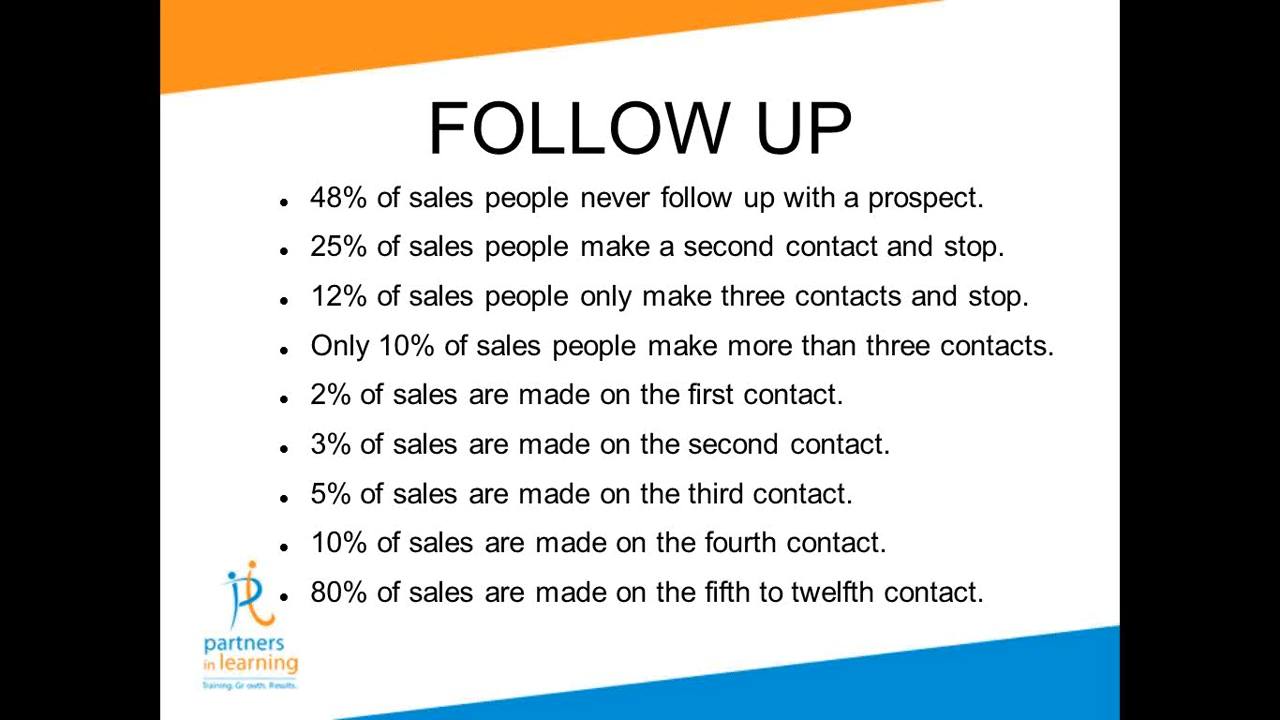 FOLLOW UP
● 48% of sales people never follow up with a prospect.
● 25% of sales people make a second contact and stop.
● 12% of sales people only make three contacts and stop.
● Only 10% of sales people make more than three contacts.
● 2% of sales are made on the first contact.
● 3% of sales are made on the second contact.
● 5% of sales are made on the third contact.
● 10% of sales are made on the fourth contact.
● 80% of sales are made on the fifth to twelfth contact.
partners
in learning
Training. Growth. Results.